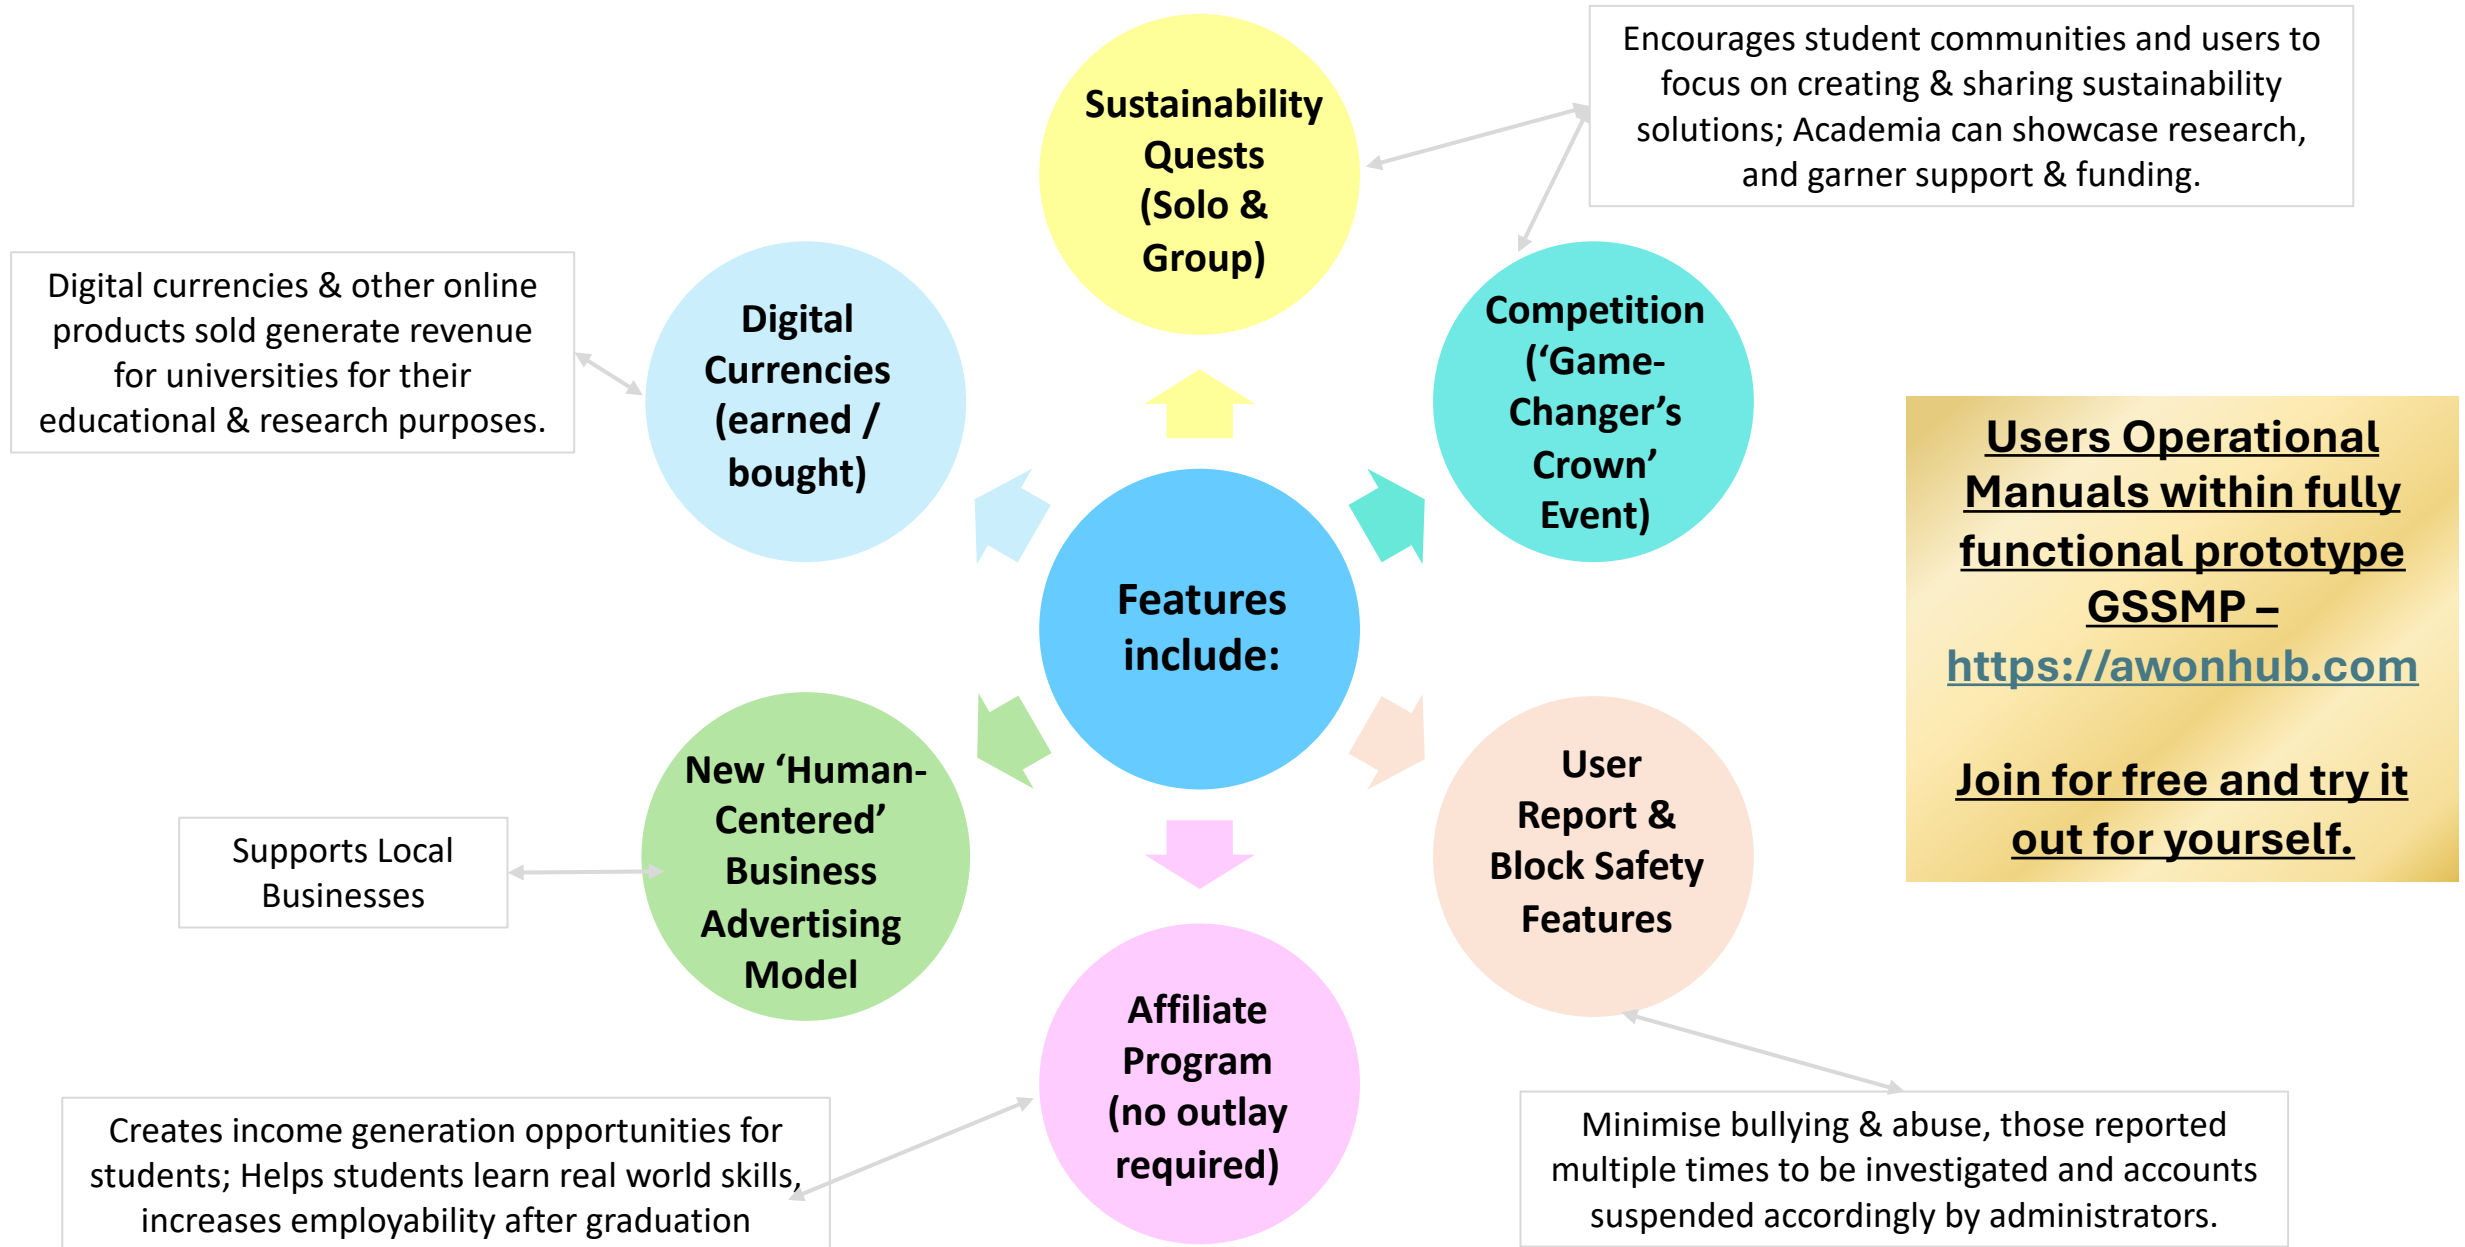 Sustainability
Quests
(Solo &
Group)
Encourages student communities and users to
focus on creating & sharing sustainability
solutions; Academia can showcase research,
and garner support & funding.
Digital currencies & other online
products sold generate revenue
for universities for their
educational & research purposes.
Digital
Currencies
(earned /
bought)
Competition
(‘Game-
Changer’s
Crown’
Event)
Features
include:
Users Operational
Manuals within fully
functional prototype
GSSMP –
https://awonhub.com
Join for free and try it
out for yourself.
New ‘Human-
Centered’
Business
Advertising
Model
Supports Local
Businesses
User
Report &
Block Safety
Features
Affiliate
Program
(no outlay
required)
Creates income generation opportunities for
students; Helps students learn real world skills,
increases employability after graduation
Minimise bullying & abuse, those reported
multiple times to be investigated and accounts
suspended accordingly by administrators.